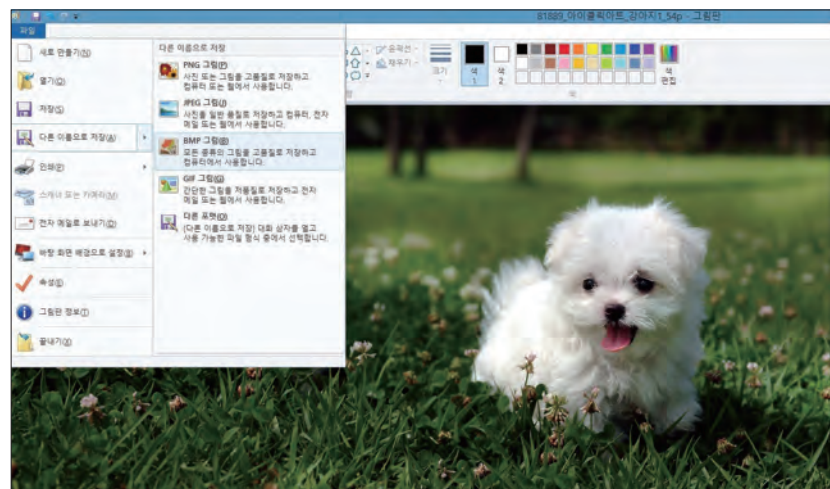 81889_아이클릭아트_강아지1_54p - 그림판
파일
새로 만들기(N)
열기(O)
저장(S)
다른 이름으로 저장(A)
인쇄(P)
스캐너 또는 카메라(M)
전자 메일로 보내기(D)
바탕 화면 배경으로 설정(B)
속성(E)
그림판 정보(T)
끝내기(X)
다른 이름으로 저장
PNG 그림(P)
사진 또는 그림을 고품질로 저장하고
컴퓨터 또는 웹에서 사용합니다.
JPEG 그림(J)
사진을 일반 품질로 저장하고 컴퓨터, 전자
메일 또는 웹에서 사용합니다.
BMP 그림(B)
모든 종류의 그림을 고품질로 저장하고
컴퓨터에서 사용합니다.
GIF 그림(G)
간단한 그림을 저품질로 저장하고 전자
메일 또는 웹에서 사용합니다.
다른 포맷(O)
[다른 이름으로 저장] 대화 상자를 열고
사용 가능한 파일 형식 중에서 선택합니다.
윤곽선
채우기
크기
색
1
색
2
색
편집
색